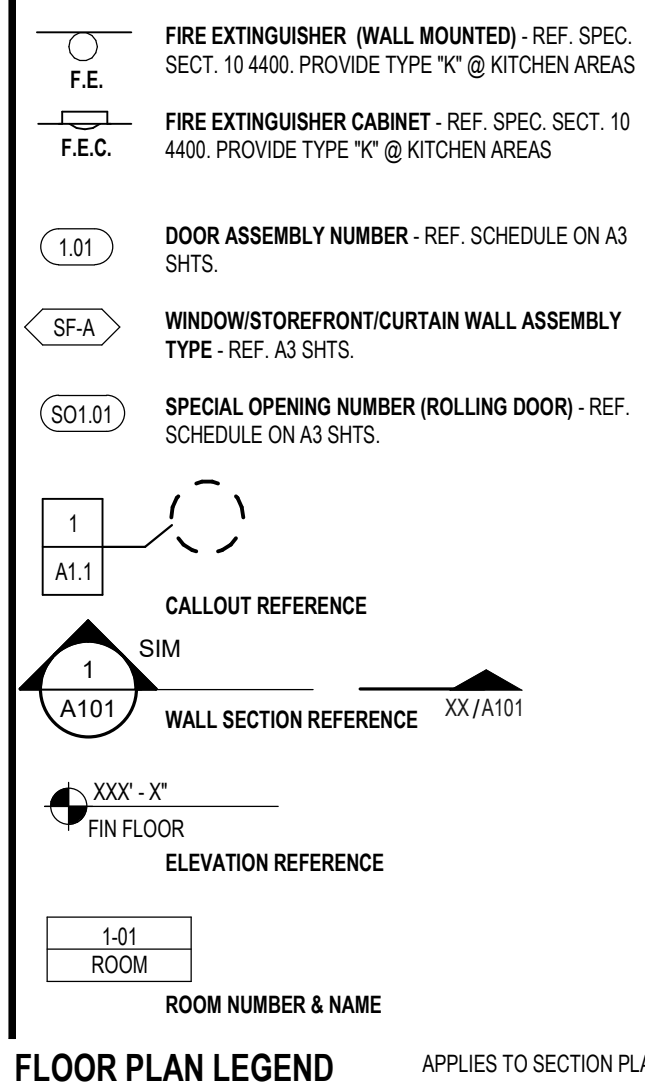 FIRE EXTINGUISHER (WALL MOUNTED) - REF. SPEC.
SECT. 10 4400. PROVIDE TYPE "K" @ KITCHEN AREAS
F.E.
FIRE EXTINGUISHER CABINET - REF. SPEC. SECT. 10
4400. PROVIDE TYPE "K" @ KITCHEN AREAS
F.E.C.
1.01
DOOR ASSEMBLY NUMBER - REF. SCHEDULE ON A3
SHTS.
SF-A
WINDOW/STOREFRONT/CURTAIN WALL ASSEMBLY
TYPE - REF. A3 SHTS.
SO1.01
SPECIAL OPENING NUMBER (ROLLING DOOR) - REF.
SCHEDULE ON A3 SHTS.
1
A1.1
CALLOUT REFERENCE
SIM
1
A101
WALL SECTION REFERENCE
XX / A101
XXX' - X"
FIN FLOOR
ELEVATION REFERENCE
1-01
ROOM
ROOM NUMBER & NAME
FLOOR PLAN LEGEND
APPLIES TO SECTION